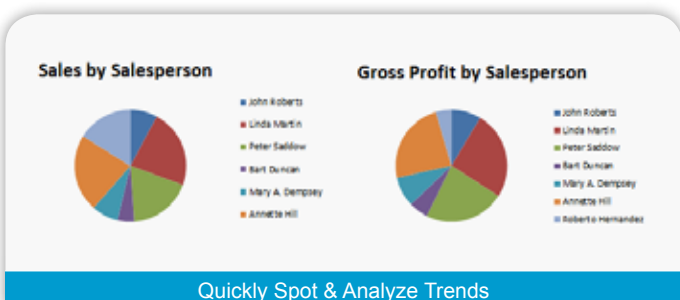 Sales by Salesperson
John Roberts
Linda Martin
Peter Saddow
Bart Duncan
Mary A. Dempsey
Annette Hill
Gross Profit by Salesperson
John Roberts
Linda Martin
Peter Saddow
Bart Duncan
Mary A. Dempsey
Annette Hill
Roberto Hernandez
Quickly Spot & Analyze Trends